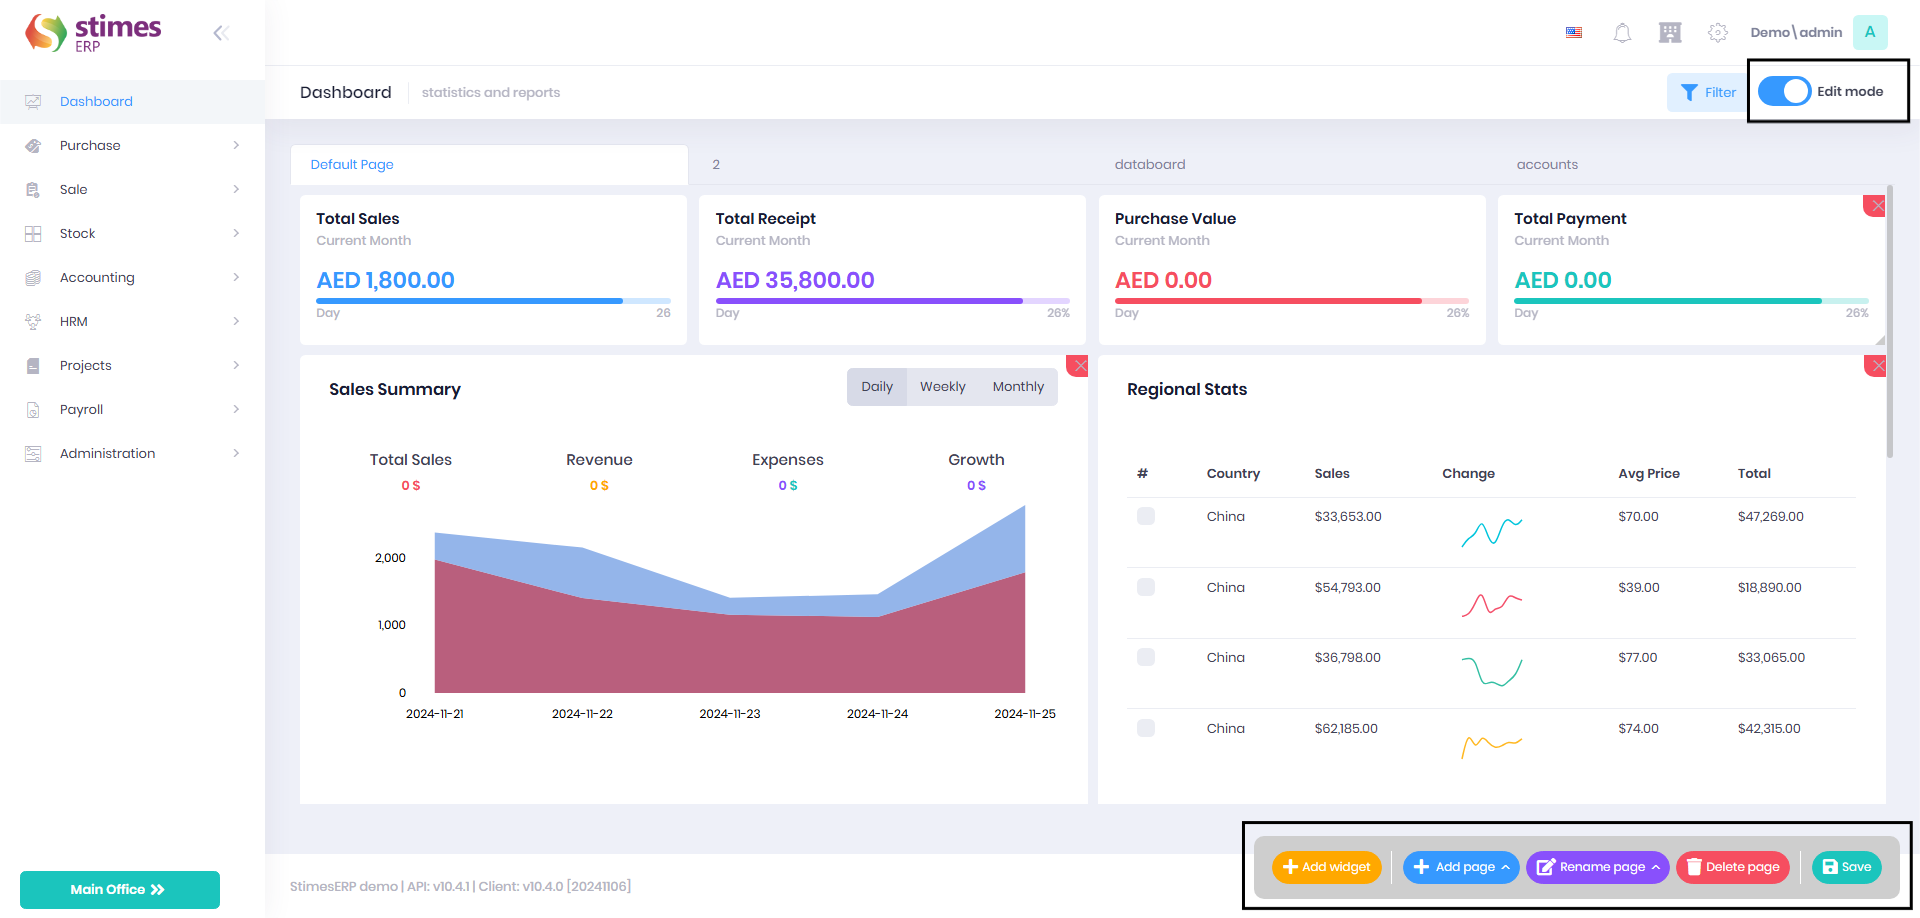 stimes
ERP
Demo\admin
A
Dashboard
statistics and reports
Filter
Edit mode
Dashboard
Purchase
Sale
Stock
Accounting
HRM
Projects
Payroll
Administration
Main Office
Default Page
2
databoard
accounts
Total Sales
Current Month
AED 1,800.00
Day 26
Total Receipt
Current Month
AED 35,800.00
Day 26%
Purchase Value
Current Month
AED 0.00
Day 26%
Total Payment
Current Month
AED 0.00
Day 26%
Sales Summary
Daily Weekly Monthly
Total Sales Revenue Expenses Growth
0 $ 0 $ 0 $ 0 $
2,000
1,000
0
2024-11-21 2024-11-22 2024-11-23 2024-11-24 2024-11-25
Regional Stats
# Country Sales Change Avg Price Total
China $33,653.00 $70.00 $47,269.00
China $54,793.00 $39.00 $18,890.00
China $36,798.00 $77.00 $33,065.00
China $62,185.00 $74.00 $42,315.00
Add widget Add page Rename page Delete page Save
StimesERP demo | API: v10.4.1 | Client: v10.4.0 [20241106]